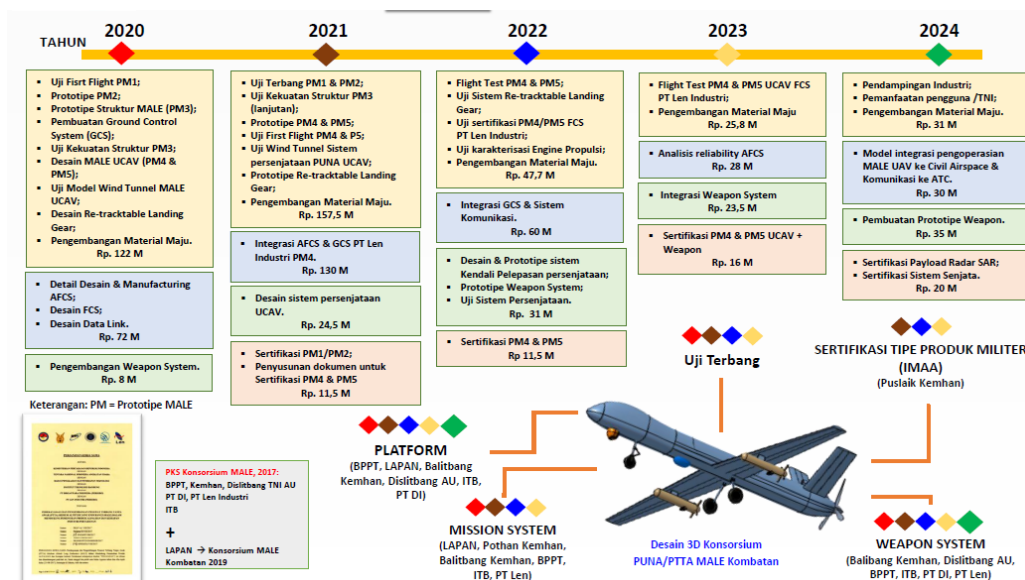 TAHUN
2020
2021
2022
2023
2024
▪ Uji Fisrt Flight PM1;
▪ Prototipe PM2;
▪ Prototipe Struktur MALE (PM3);
▪ Pembuatan Ground Control
System (GCS);
▪ Uji Kekuatan Struktur PM3;
▪ Desain MALE UCAV (PM4 &
PM5);
▪ Uji Model Wind Tunnel MALE
UCAV;
▪ Desain Re-tracktable Landing
Gear;
▪ Pengembangan Material Maju.
Rp. 122 M
▪ Detail Desain & Manufacturing
AFCS;
▪ Desain FCS;
▪ Desain Data Link.
Rp. 72 M
▪ Pengembangan Weapon System.
Rp. 8 M
▪ Uji Terbang PM1 & PM2;
▪ Uji Kekuatan Struktur PM3
(lanjutan);
▪ Prototipe PM4 & PM5;
▪ Uji First Flight PM4 & P5;
▪ Uji Wind Tunnel Sistem
persenjataan PUNA UCAV;
▪ Prototipe Re-tracktable Landing
Gear;
▪ Pengembangan Material Maju.
Rp. 157,5 M
▪ Integrasi AFCS & GCS PT Len
Industri PM4.
Rp. 130 M
▪ Desain sistem persenjataan
UCAV.
Rp. 24,5 M
▪ Sertifikasi PM1/PM2;
▪ Penyusunan dokumen untuk
Sertifikasi PM4 & PM5
Rp. 11,5 M
▪ Flight Test PM4 & PM5;
▪ Uji Sistem Re-tracktable Landing
Gear;
▪ Uji sertifikasi PM4/PM5 FCS
PT Len Industri;
▪ Uji karakterisasi Engine Propulsi;
▪ Pengembangan Material Maju.
Rp. 47,7 M
▪ Integrasi GCS & Sistem
Komunikasi.
Rp. 60 M
▪ Desain & Prototipe sistem
Kendali Pelepasan persenjataan;
▪ Prototipe Weapon System;
▪ Uji Sistem Persenjataan.
Rp. 31 M
▪ Sertifikasi PM4 & PM5
Rp 11,5 M
▪ Flight Test PM4 & PM5 UCAV FCS
PT Len Industri
▪ Pengembangan Material Maju
Rp. 25,8 M
▪ Analisis reliability AFCS
Rp. 28 M
▪ Integrasi Weapon System
Rp. 23,5 M
▪ Sertifikasi PM4 & PM5 UCAV +
Weapon
Rp. 16 M
▪ Pendampingan Industri;
▪ Pemanfaatan pengguna /TNI;
▪ Pengembangan Material Maju.
Rp. 31 M
▪ Model integrasi pengoperasian
MALE UAV ke Civil Airspace &
Komunikasi ke ATC.
Rp. 30 M
▪ Pembuatan Prototipe Weapon.
Rp. 35 M
▪ Sertifikasi Payload Radar SAR;
▪ Sertifikasi Sistem Senjata.
Rp. 20 M
Keterangan: PM = Prototipe MALE
PKS Konsorsium MALE, 2017:
BPPT, Kemhan, Dislitbang TNI AU
PT DI, PT Len Industri
ITB
+
LAPAN → Konsorsium MALE
Kombatan 2019
PLATFORM
(BPPT, LAPAN, Balitbang
Kemhan, Dislitbang AU, ITB,
PT DI)
MISSION SYSTEM
(LAPAN, Pothan Kemhan,
Balitbang Kemhan, BPPT,
ITB, PT Len)
Uji Terbang
Desain 3D Konsorsium
PUNA/PTTA MALE Kombatan
SERTIFIKASI TIPE PRODUK MILITER
(IMAA)
(Puslaik Kemhan)
WEAPON SYSTEM
(Balibang Kemhan, Dislitbang AU,
BPPT, ITB, PT DI, PT Len)